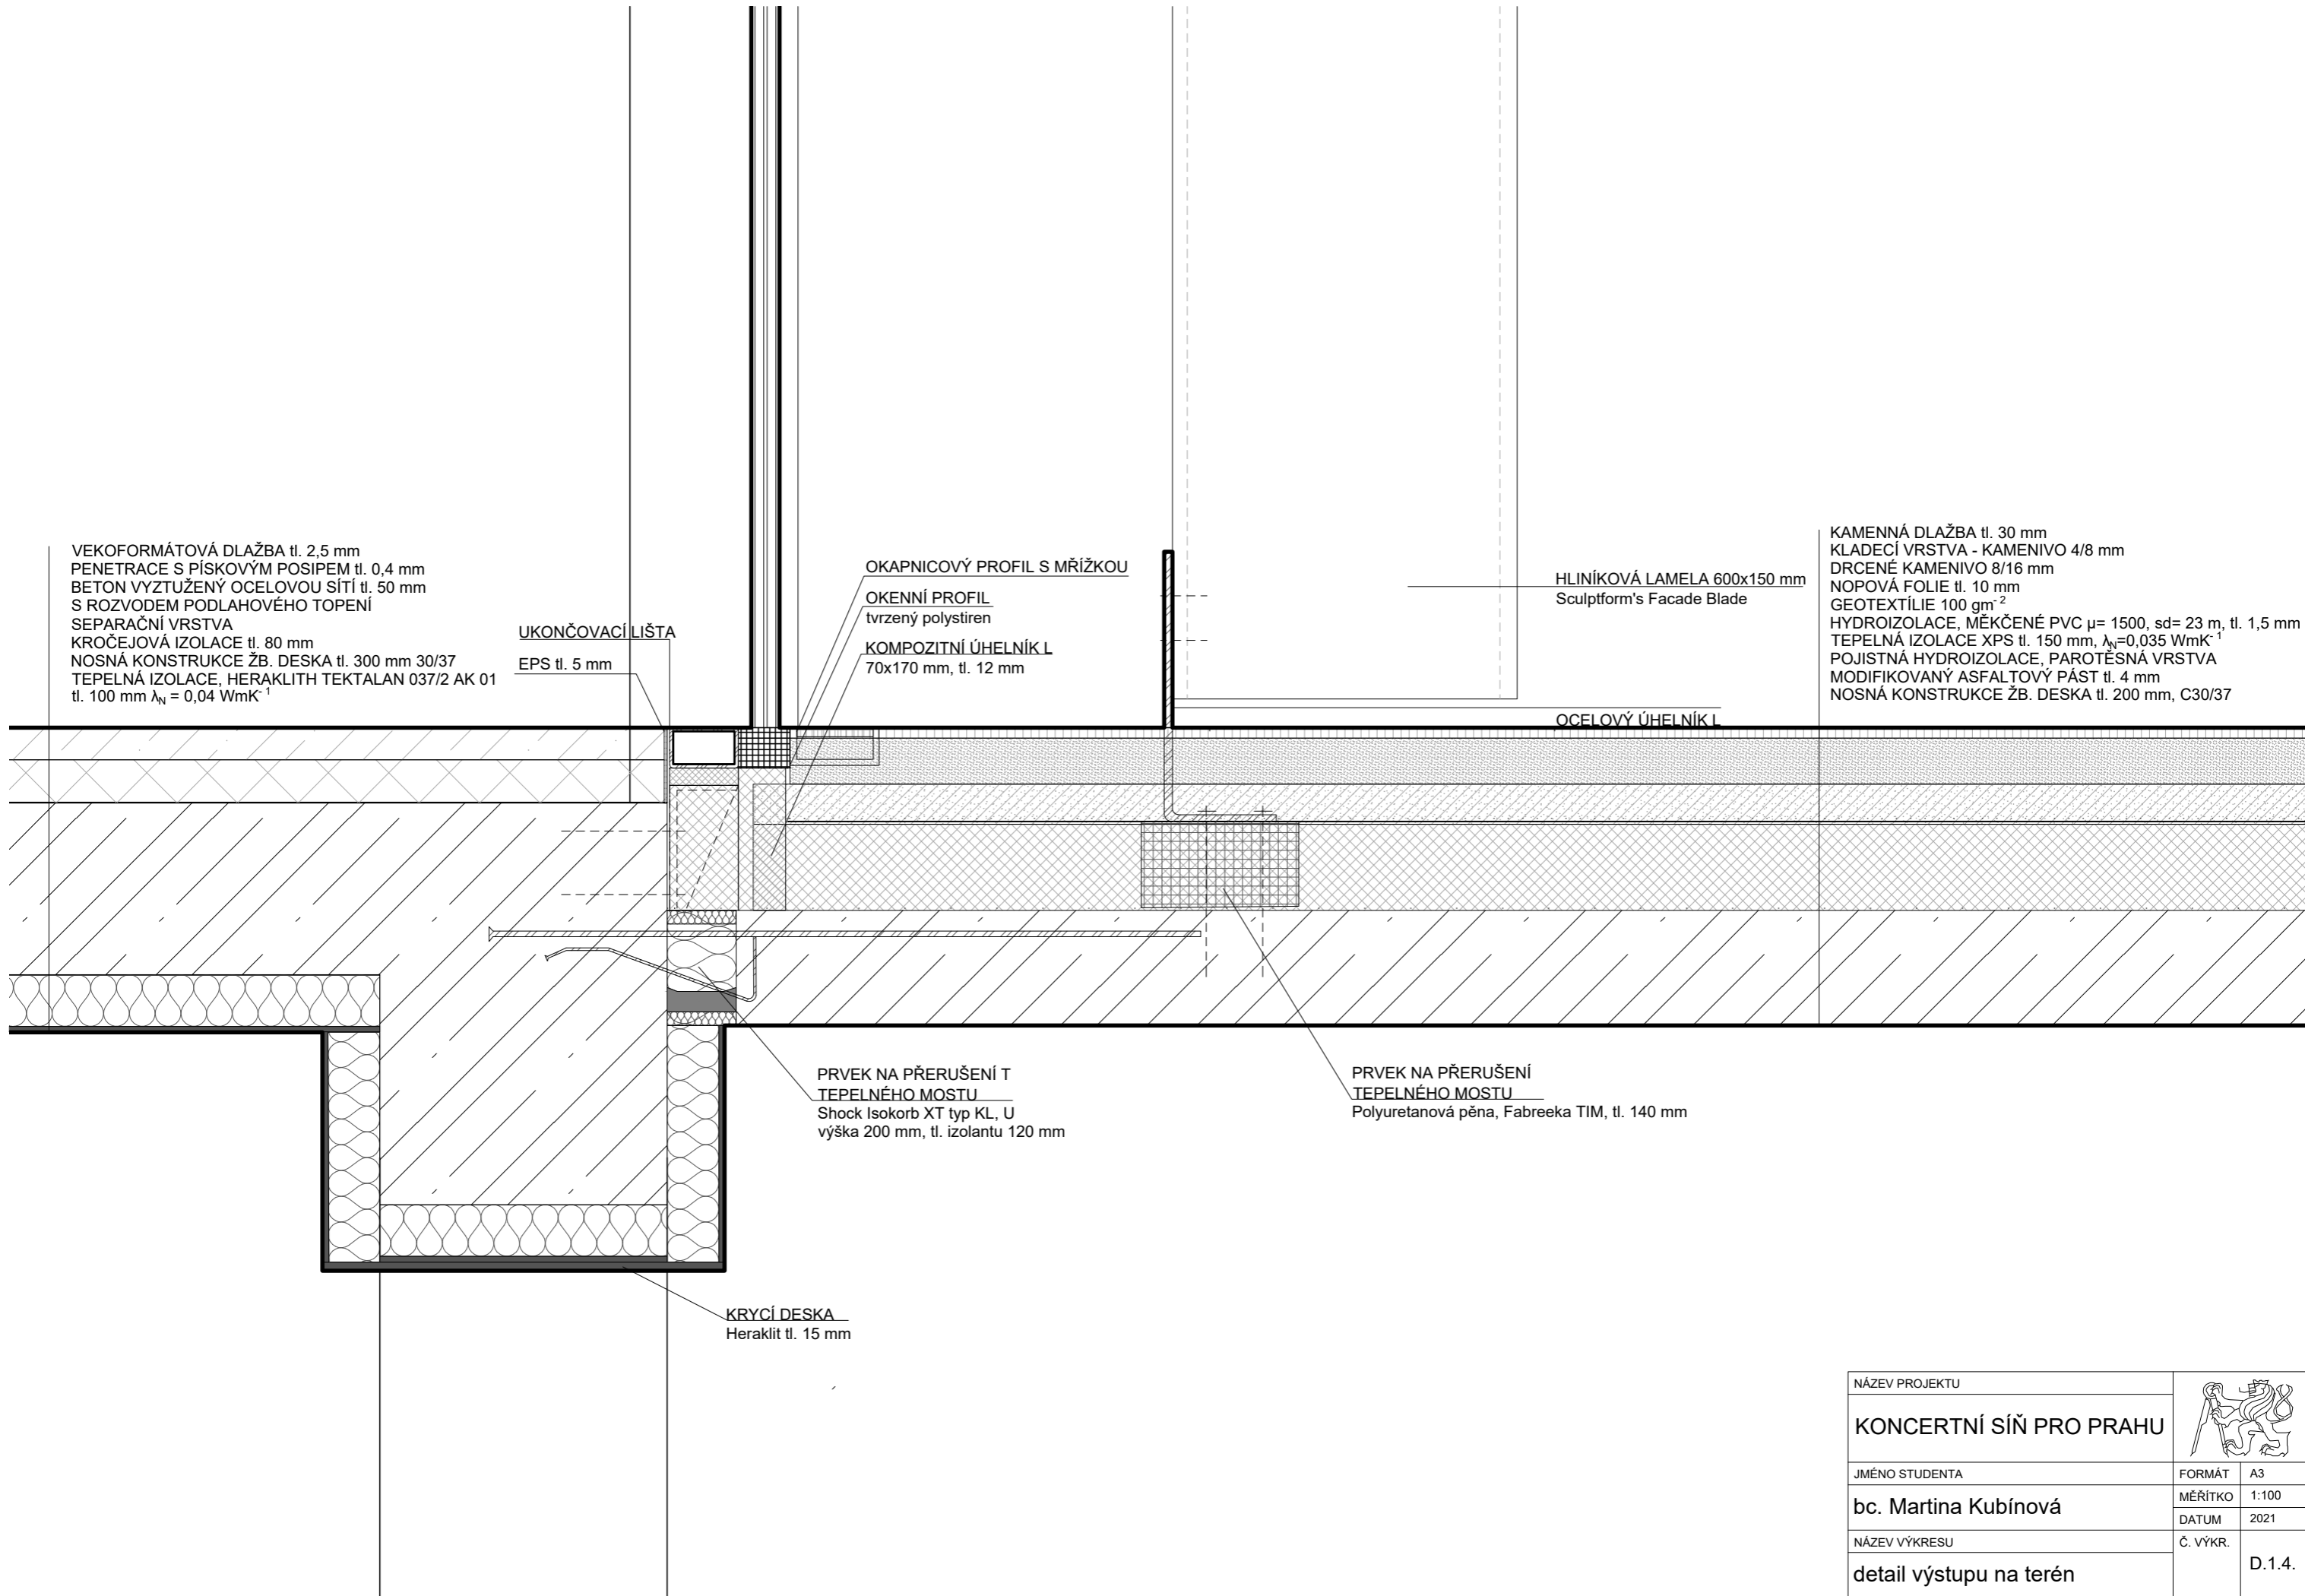 VEKOFORMÁTOVÁ DLAŽBA tl. 2,5 mm
PENETRACE S PÍSKOVÝM POSIPEM tl. 0,4 mm
BETON VYZTUŽENÝ OCELOVOU SÍTÍ tl. 50 mm
S ROZVODEM PODLAHOVÉHO TOPENÍ
SEPARAČNÍ VRSTVA
KROČEJOVÁ IZOLACE tl. 80 mm
NOSNÁ KONSTRUKCE ŽB. DESKA tl. 300 mm 30/37
TEPELNÁ IZOLACE, HERAKLITH TEKTALAN 037/2 AK 01
tl. 100 mm λN = 0,04 WmK-1
UKONČOVACÍ LIŠTA
EPS tl. 5 mm
OKAPNICOVÝ PROFIL S MŘÍŽKOU
OKENNÍ PROFIL
tvrzený polystiren
KOMPOZITNÍ ÚHELNÍK L
70x170 mm, tl. 12 mm
HLINÍKOVÁ LAMELA 600x150 mm
Sculptform's Facade Blade
OCELOVÝ ÚHELNÍK L
KAMENNÁ DLAŽBA tl. 30 mm
KLADECÍ VRSTVA - KAMENIVO 4/8 mm
DRCENÉ KAMENIVO 8/16 mm
NOPOVÁ FOLIE tl. 10 mm
GEOTEXTÍLIE 100 gm-2
HYDROIZOLACE, MĚKČENÉ PVC μ= 1500, sd= 23 m, tl. 1,5 mm
TEPELNÁ IZOLACE XPS tl. 150 mm, λN=0,035 WmK-1
POJISTNÁ HYDROIZOLACE, PAROTĚSNÁ VRSTVA
MODIFIKOVANÝ ASFALTOVÝ PÁST tl. 4 mm
NOSNÁ KONSTRUKCE ŽB. DESKA tl. 200 mm, C30/37
PRVEK NA PŘERUŠENÍ T
TEPELNÉHO MOSTU
Shock Isokorb XT typ KL, U
výška 200 mm, tl. izolantu 120 mm
PRVEK NA PŘERUŠENÍ
TEPELNÉHO MOSTU
Polyuretanová pěna, Fabreeka TIM, tl. 140 mm
KRYCÍ DESKA
Heraklit tl. 15 mm
NÁZEV PROJEKTU
KONCERTNÍ SÍŇ PRO PRAHU
JMÉNO STUDENTA
bc. Martina Kubínová
NÁZEV VÝKRESU
detail výstupu na terén
FORMÁT A3
MĚŘÍTKO 1:100
DATUM 2021
Č. VÝKR.
D.1.4.